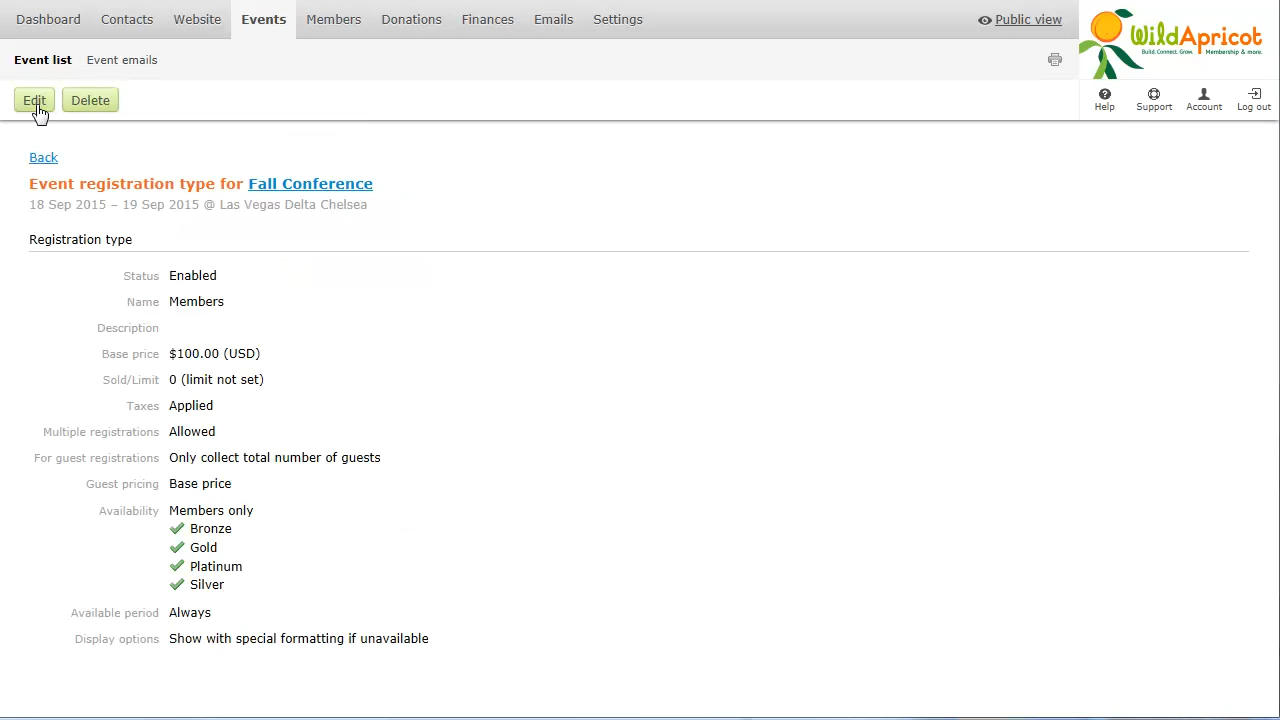 Dashboard Contacts Website Events Members Donations Finances Emails Settings Public view
WildApricot
Build. Connect. Grow. Membership & more.
Event list Event emails
Edit Delete
Help Support Account Log out
Back
Event registration type for Fall Conference
18 Sep 2015 – 19 Sep 2015 @ Las Vegas Delta Chelsea
Registration type
Status Enabled
Name Members
Description
Base price $100.00 (USD)
Sold/Limit 0 (limit not set)
Taxes Applied
Multiple registrations Allowed
For guest registrations Only collect total number of guests
Guest pricing Base price
Availability Members only
Bronze
Gold
Platinum
Silver
Available period Always
Display options Show with special formatting if unavailable